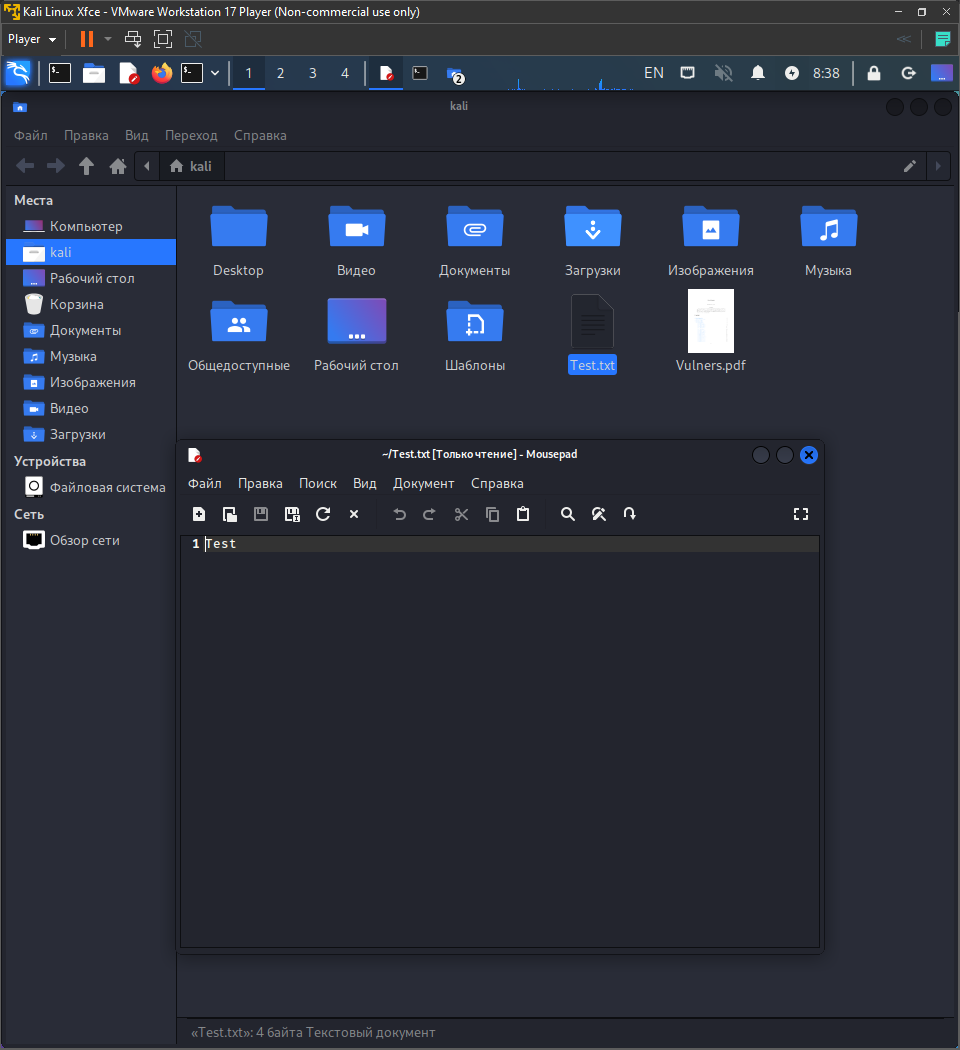 Kali Linux Xfce - VMware Workstation 17 Player (Non-commercial use only)
Player
1 2 3 4 2 EN 8:38
kali
Файл Правка Вид Переход Справка
kali
Места
Компьютер
kali
Рабочий стол
Корзина
Документы
Музыка
Изображения
Видео
Загрузки
Устройства
Файловая система
Сеть
Обзор сети
Desktop Видео Документы Загрузки Изображения Музыка
Общедоступные Рабочий стол Шаблоны Test.txt Vulners.pdf
~/Test.txt [Только чтение] - Mousepad
Файл Правка Поиск Вид Документ Справка
1 Test
«Test.txt»: 4 байта Текстовый документ